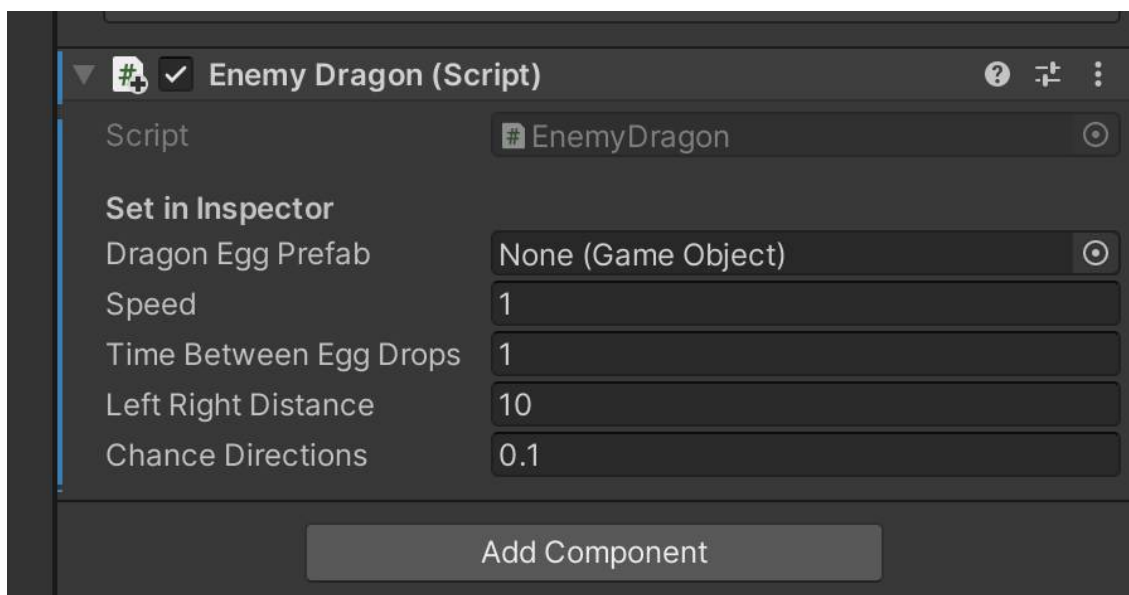 Enemy Dragon (Script)
Script # EnemyDragon
Set in Inspector
Dragon Egg Prefab None (Game Object)
Speed 1
Time Between Egg Drops 1
Left Right Distance 10
Chance Directions 0.1
Add Component